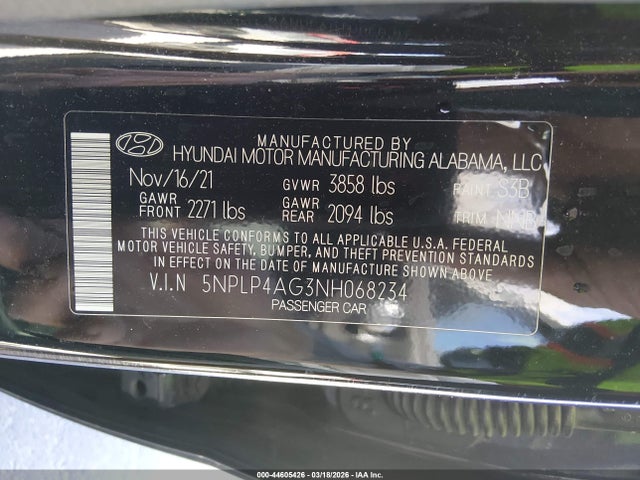 MANUFACTURED BY
HYUNDAI MOTOR MANUFACTURING ALABAMA, LLC
Nov/16/21 GVWR 3858 lbs PAINT S3B
GAWR FRONT 2271 lbs GAWR REAR 2094 lbs TRIM NNB
THIS VEHICLE CONFORMS TO ALL APPLICABLE U.S.A. FEDERAL
MOTOR VEHICLE SAFETY, BUMPER, AND THEFT PREVENTION STANDARDS
IN EFFECT ON THE DATE OF MANUFACTURE SHOWN ABOVE.
V.I.N 5NPLP4AG3NH068234
PASSENGER CAR
000-44605426 - 03/18/2026 - IAA Inc.